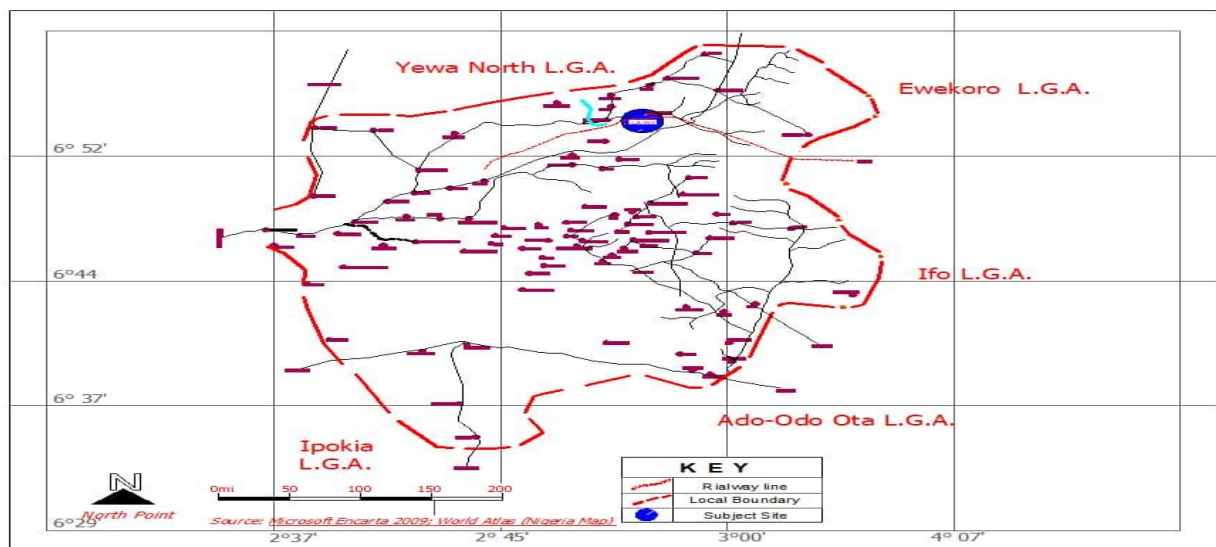 Yewa North L.G.A.
Ewekoro L.G.A.
6° 52'
Ifo L.G.A.
6°44
6° 37'
Ado-Odo Ota L.G.A.
Ipokia
L.G.A.
K E Y
Rialway line
Local Boundary
Subject Site
N
North Point
0mi 50 100 150 200
Source: Microsoft Encarta 2009; World Atlas (Nigeria Map)
6°29
2°37' 2° 45' 3°00' 4° 07'